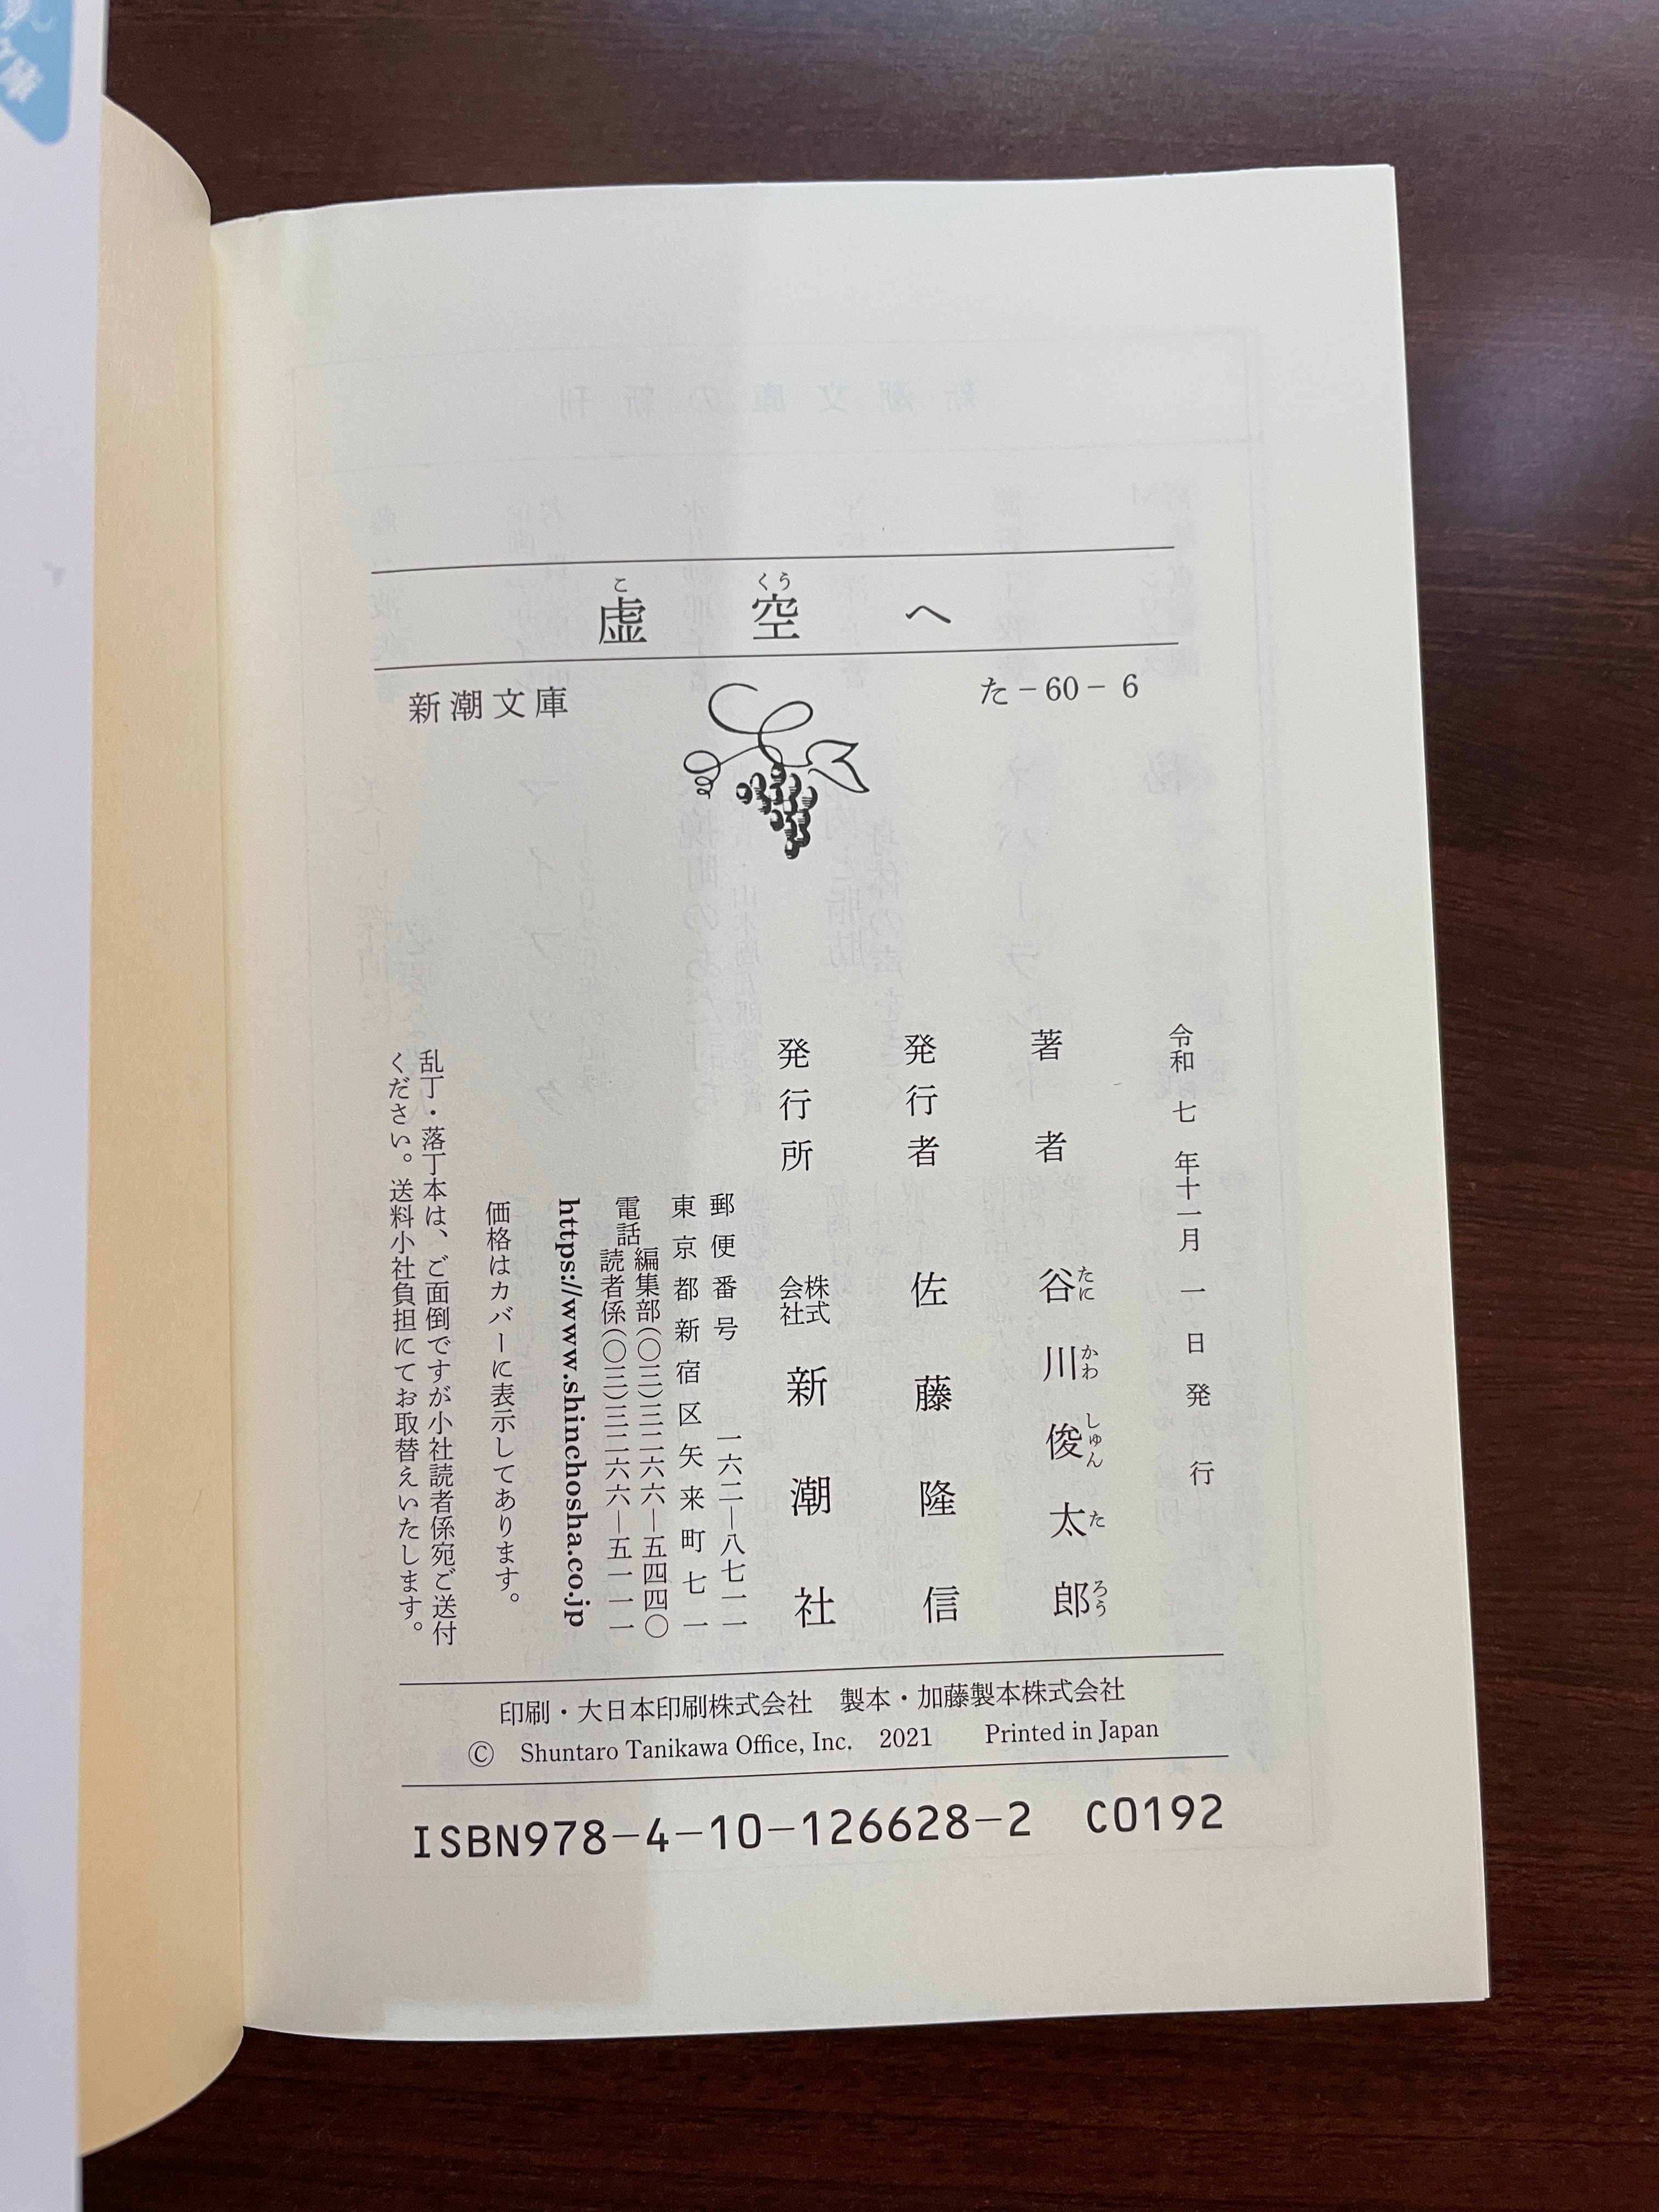 虚空へ
こ くう
新潮文庫
た-60-6
令和七年十一月一日発行
著者
谷川俊太郎
たに かわ しゅん た ろう
発行者
佐藤隆信
発行所
株式
会社
新潮社
郵便番号 一六二―八七一一
東京都新宿区矢来町七一
電話
編集部(〇三)三二六六―五四四〇
読者係(〇三)三二六六―五一一一
https://www.shinchosha.co.jp
価格はカバーに表示してあります。
乱丁・落丁本は、ご面倒ですが小社読者係宛ご送付
ください。送料小社負担にてお取替えいたします。
印刷・大日本印刷株式会社 製本・加藤製本株式会社
© Shuntaro Tanikawa Office, Inc. 2021 Printed in Japan
ISBN978-4-10-126628-2 C0192